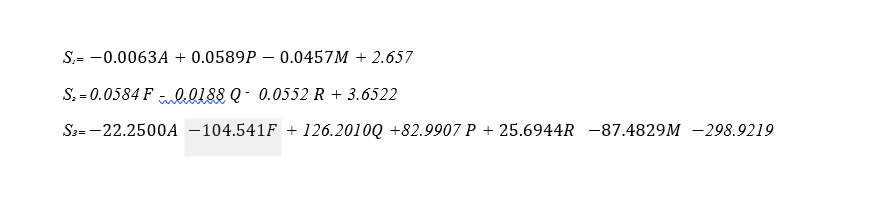 S₁= −0.0063A + 0.0589P − 0.0457M + 2.657
S₂ = 0.0584 F - 0.0188 Q - 0.0552 R + 3.6522
S₃= −22.2500A −104.541F + 126.2010Q +82.9907 P + 25.6944R −87.4829M −298.9219